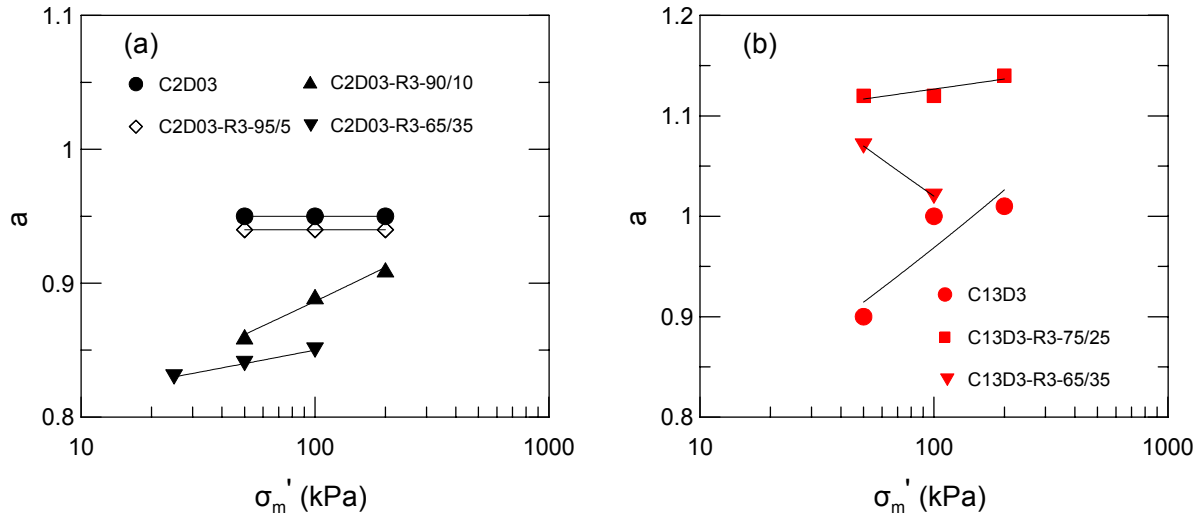 (a)
C2D03
C2D03-R3-90/10
C2D03-R3-95/5
C2D03-R3-65/35
1.1
1
0.9
0.8
a
10
100
1000
σm' (kPa)
(b)
C13D3
C13D3-R3-75/25
C13D3-R3-65/35
1.2
1.1
1
0.9
0.8
a
10
100
1000
σm' (kPa)